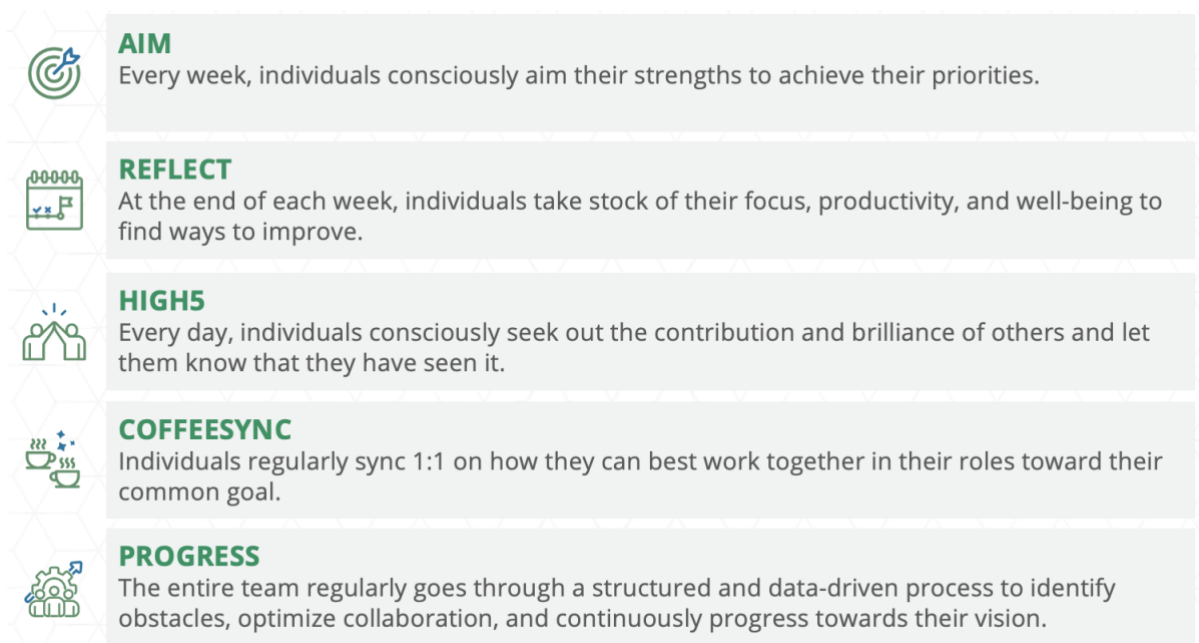 AIM
Every week, individuals consciously aim their strengths to achieve their priorities.
REFLECT
At the end of each week, individuals take stock of their focus, productivity, and well-being to
find ways to improve.
HIGH5
Every day, individuals consciously seek out the contribution and brilliance of others and let
them know that they have seen it.
COFFEESYNC
Individuals regularly sync 1:1 on how they can best work together in their roles toward their
common goal.
PROGRESS
The entire team regularly goes through a structured and data-driven process to identify
obstacles, optimize collaboration, and continuously progress towards their vision.